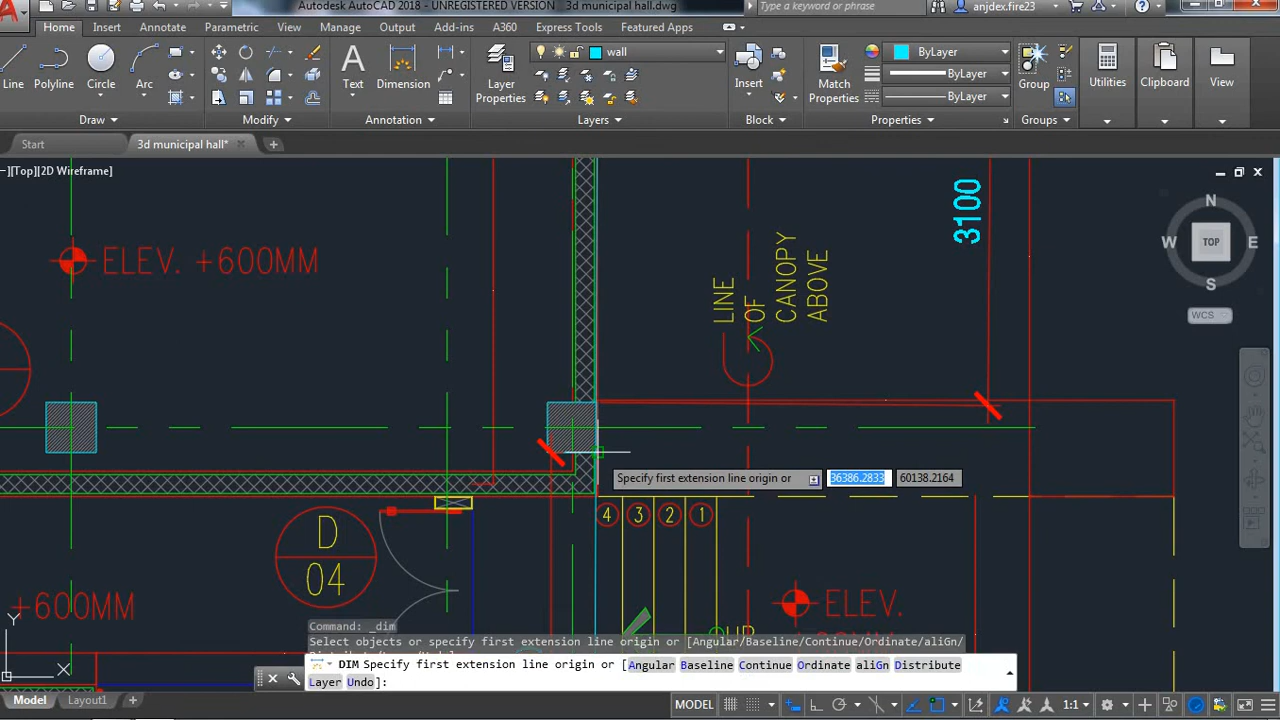 Autodesk AutoCAD 2018 - UNREGISTERED VERSION 3d municipal hall.dwg
Type a keyword or phrase
anjdex.fire23
Home Insert Annotate Parametric View Manage Output Add-ins A360 Express Tools Featured Apps
wall
ByLayer
ByLayer
ByLayer
Line Polyline Circle Arc
Text Dimension
Layer Properties
Insert
Match Properties
Group
Utilities
Clipboard
View
Draw
Modify
Annotation
Layers
Block
Properties
Groups
Start
3d municipal hall*
][Top][2D Wireframe]
N
W TOP E
S
WCS
ELEV. +600MM
3100
LINE
OF
CANOPY
ABOVE
Specify first extension line origin or 36386.2833 60138.2164
D
04
4 3 2 1
+600MM
ELEV.
Y
X
Command: _dim
Select objects or specify first extension line origin or [Angular/Baseline/Continue/Ordinate/aliGn/
DIM Specify first extension line origin or [Angular Baseline Continue Ordinate aliGn Distribute
Layer Undo]:
Model Layout1
MODEL
1:1